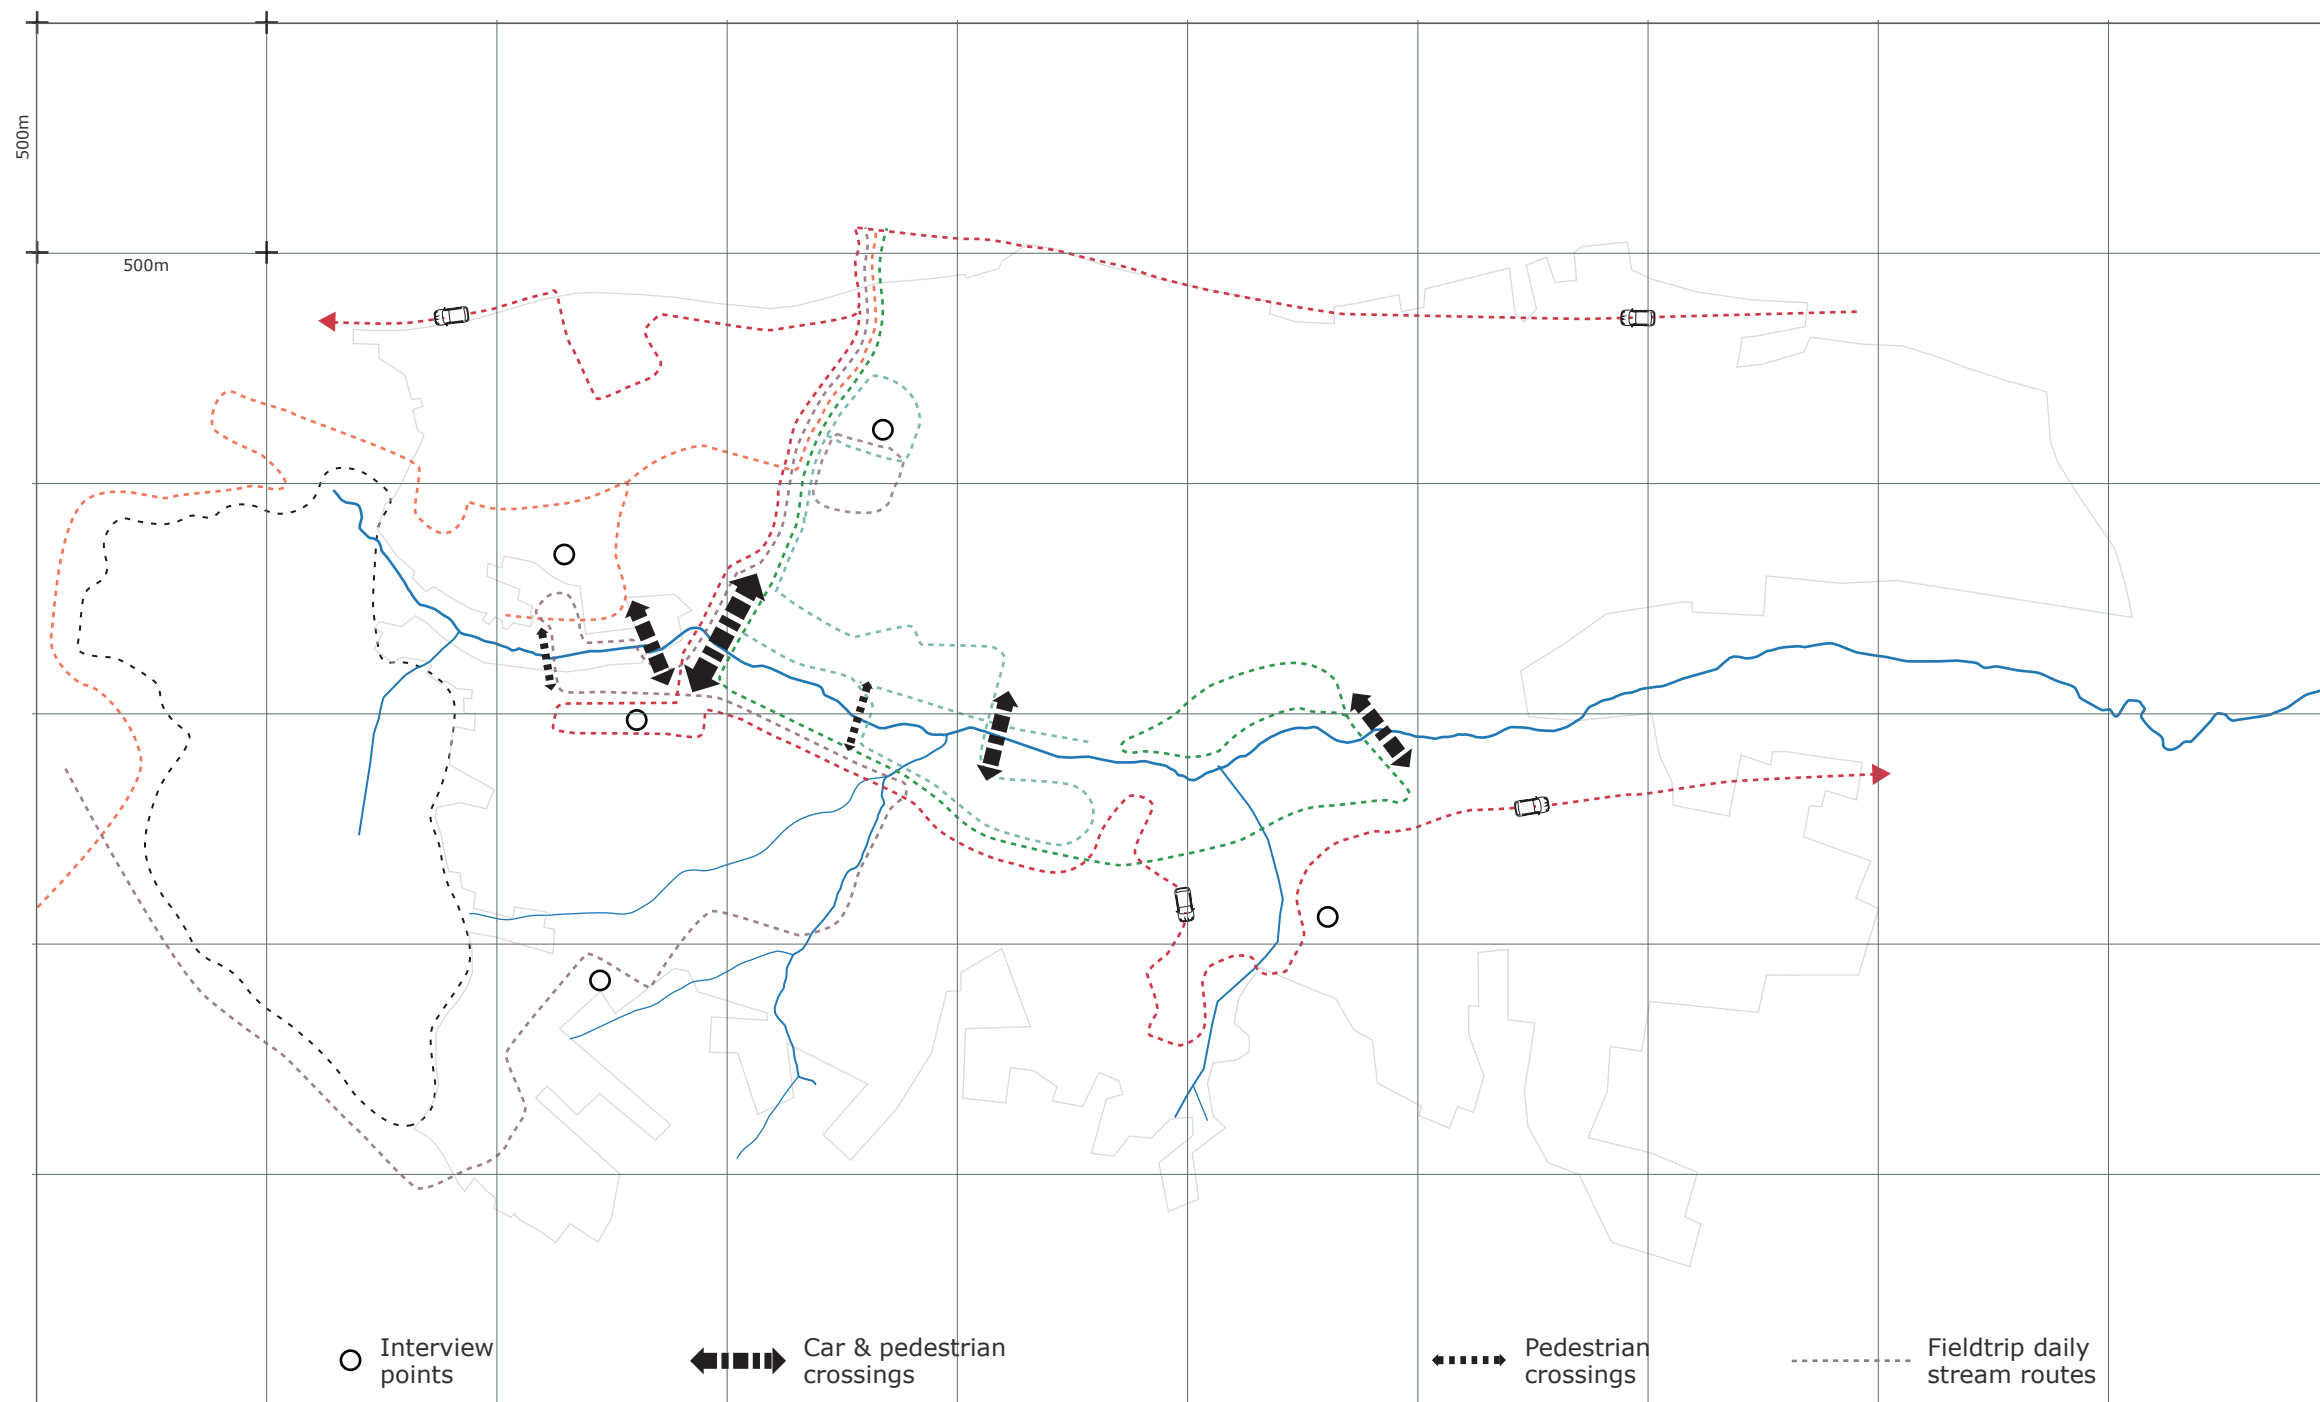 500m
500m
Interview
points
Car & pedestrian
crossings
Pedestrian
crossings
Fieldtrip daily
stream routes